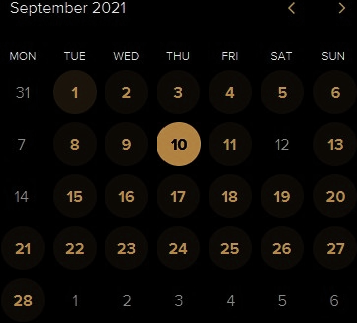 September 2021
MON TUE WED THU FRI SAT SUN
31 1 2 3 4 5 6
7 8 9 10 11 12 13
14 15 16 17 18 19 20
21 22 23 24 25 26 27
28 1 2 3 4 5 6